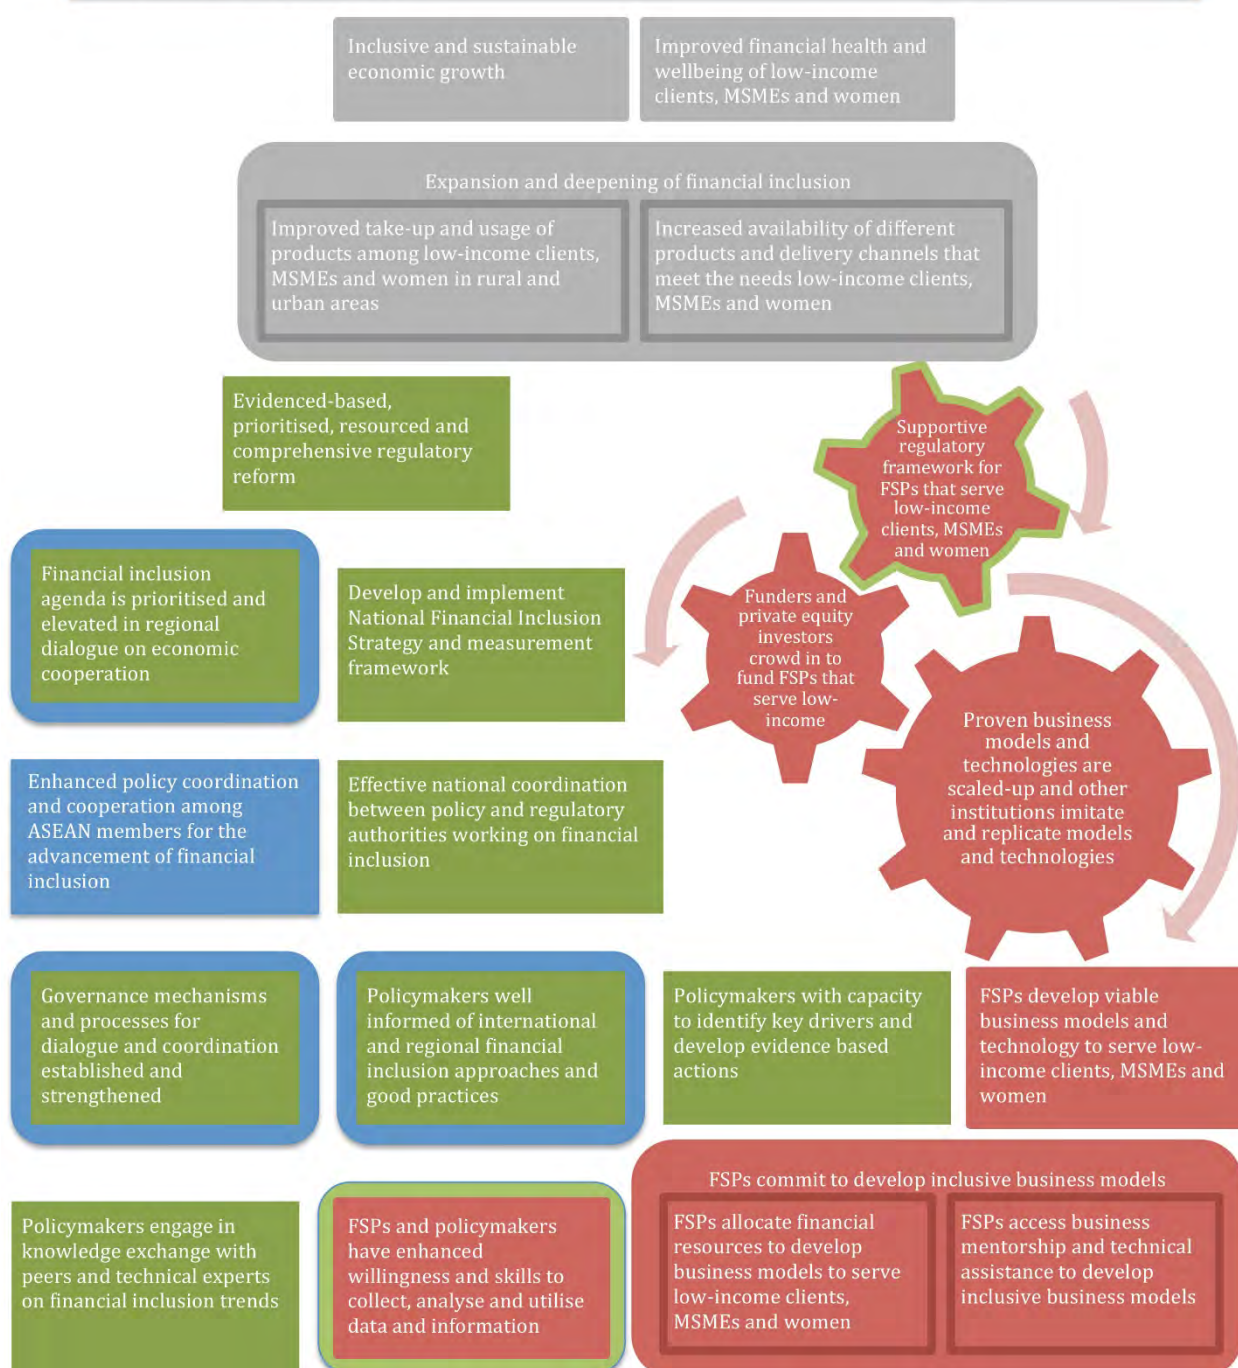 Inclusive and sustainable
economic growth
Improved financial health and
wellbeing of low-income
clients, MSMEs and women
Expansion and deepening of financial inclusion
Improved take-up and usage of
products among low-income clients,
MSMEs and women in rural and
urban areas
Increased availability of different
products and delivery channels that
meet the needs low-income clients,
MSMEs and women
Evidenced-based,
prioritised, resourced and
comprehensive regulatory
reform
Supportive
regulatory
framework for
FSPs that serve
low-income
clients, MSMEs
and women
Financial inclusion
agenda is prioritised and
elevated in regional
dialogue on economic
cooperation
Develop and implement
National Financial Inclusion
Strategy and measurement
framework
Funders and
private equity
investors
crowd in to
fund FSPs that
serve low-
income
Proven business
models and
technologies are
scaled-up and other
institutions imitate
and replicate models
and technologies
Enhanced policy coordination
and cooperation among
ASEAN members for the
advancement of financial
inclusion
Effective national coordination
between policy and regulatory
authorities working on financial
inclusion
Governance mechanisms
and processes for
dialogue and coordination
established and
strengthened
Policymakers well
informed of international
and regional financial
inclusion approaches and
good practices
Policymakers with capacity
to identify key drivers and
develop evidence based
actions
FSPs develop viable
business models and
technology to serve low-
income clients, MSMEs and
women
Policymakers engage in
knowledge exchange with
peers and technical experts
on financial inclusion trends
FSPs and policymakers
have enhanced
willingness and skills to
collect, analyse and utilise
data and information
FSPs commit to develop inclusive business models
FSPs allocate financial
resources to develop
business models to serve
low-income clients,
MSMEs and women
FSPs access business
mentorship and technical
assistance to develop
inclusive business models